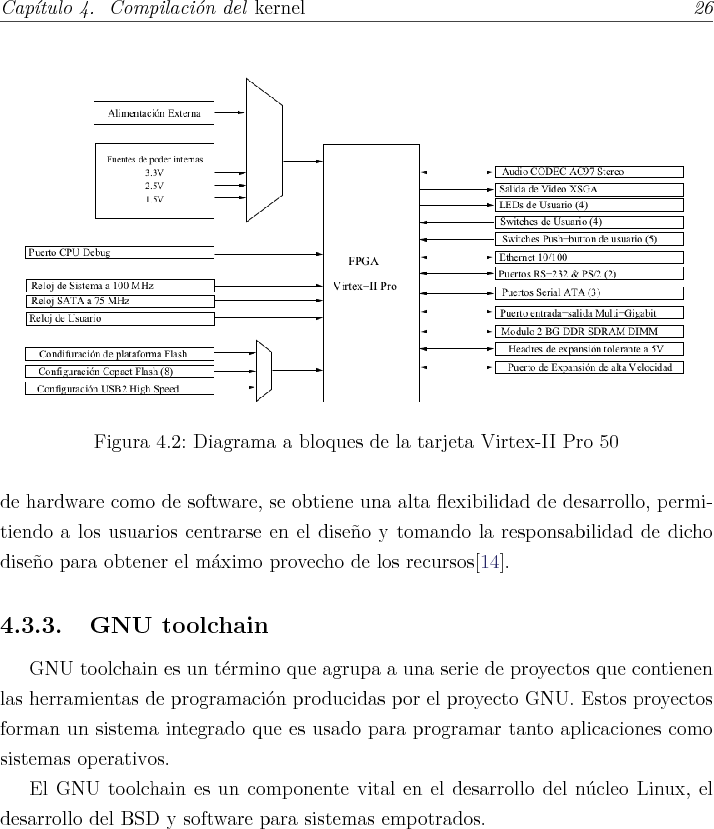 Capítulo 4. Compilación del kernel 26
Alimentación Externa
Fuentes de poder internas
3.3V
2.5V
1.5V
Puerto CPU Debug
Reloj de Sistema a 100 MHz
Reloj SATA a 75 MHz
Reloj de Usuario
Condifuración de plataforma Flash
Configuración Copact Flash (8)
Configuración USB2 High Speed
FPGA
Virtex−II Pro
Audio CODEC AC97 Stereo
Salida de Video XSGA
LEDs de Usuario (4)
Switches de Usuario (4)
Switches Push−button de usuario (5)
Ethernet 10/100
Puertos RS−232 & PS/2 (2)
Puertos Serial ATA (3)
Puerto entrada−salida Multi−Gigabit
Modulo 2 BG DDR SDRAM DIMM
Headres de expansión tolerante a 5V
Puerto de Expansión de alta Velocidad
Figura 4.2: Diagrama a bloques de la tarjeta Virtex-II Pro 50
de hardware como de software, se obtiene una alta flexibilidad de desarrollo, permi-
tiendo a los usuarios centrarse en el diseño y tomando la responsabilidad de dicho
diseño para obtener el máximo provecho de los recursos[14].
4.3.3. GNU toolchain
GNU toolchain es un término que agrupa a una serie de proyectos que contienen
las herramientas de programación producidas por el proyecto GNU. Estos proyectos
forman un sistema integrado que es usado para programar tanto aplicaciones como
sistemas operativos.
El GNU toolchain es un componente vital en el desarrollo del núcleo Linux, el
desarrollo del BSD y software para sistemas empotrados.